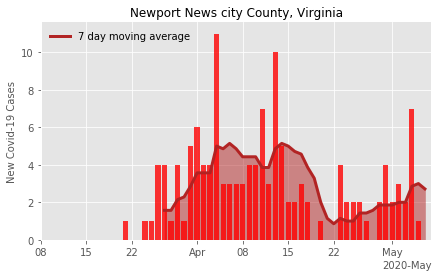 Newport News city County, Virginia
7 day moving average
New Covid-19 Cases
10
8
6
4
2
0
08 15 22 Apr 08 15 22 May
2020-May